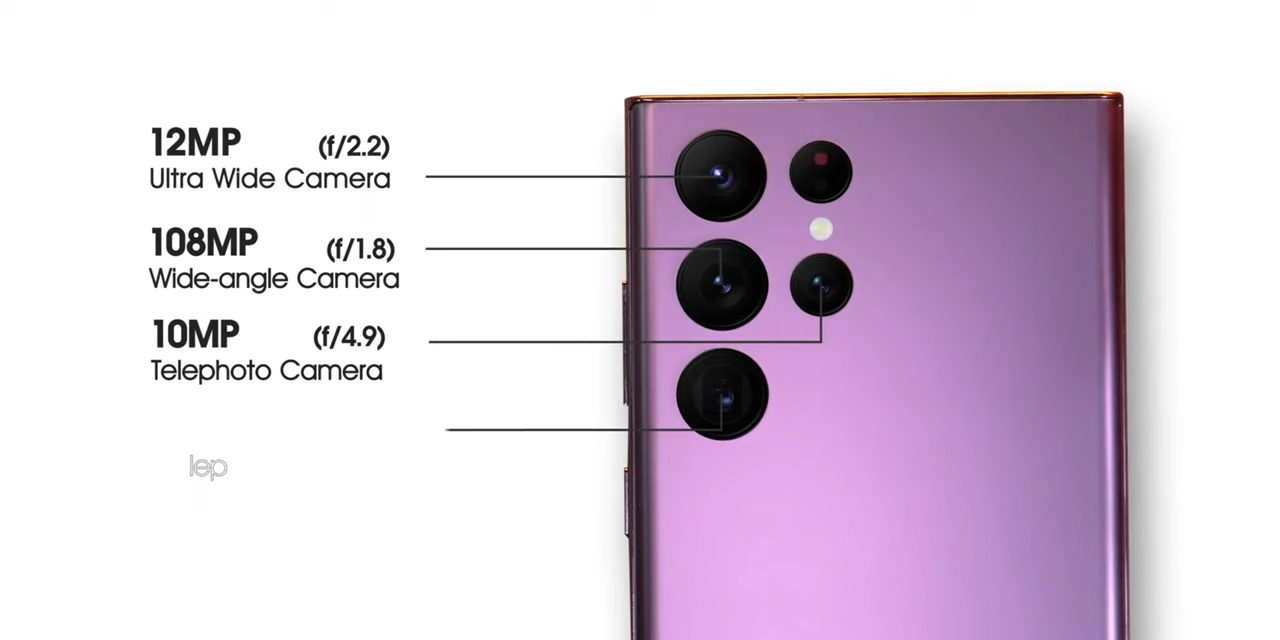 12MP (f/2.2)
Ultra Wide Camera
108MP (f/1.8)
Wide-angle Camera
10MP (f/4.9)
Telephoto Camera
lep